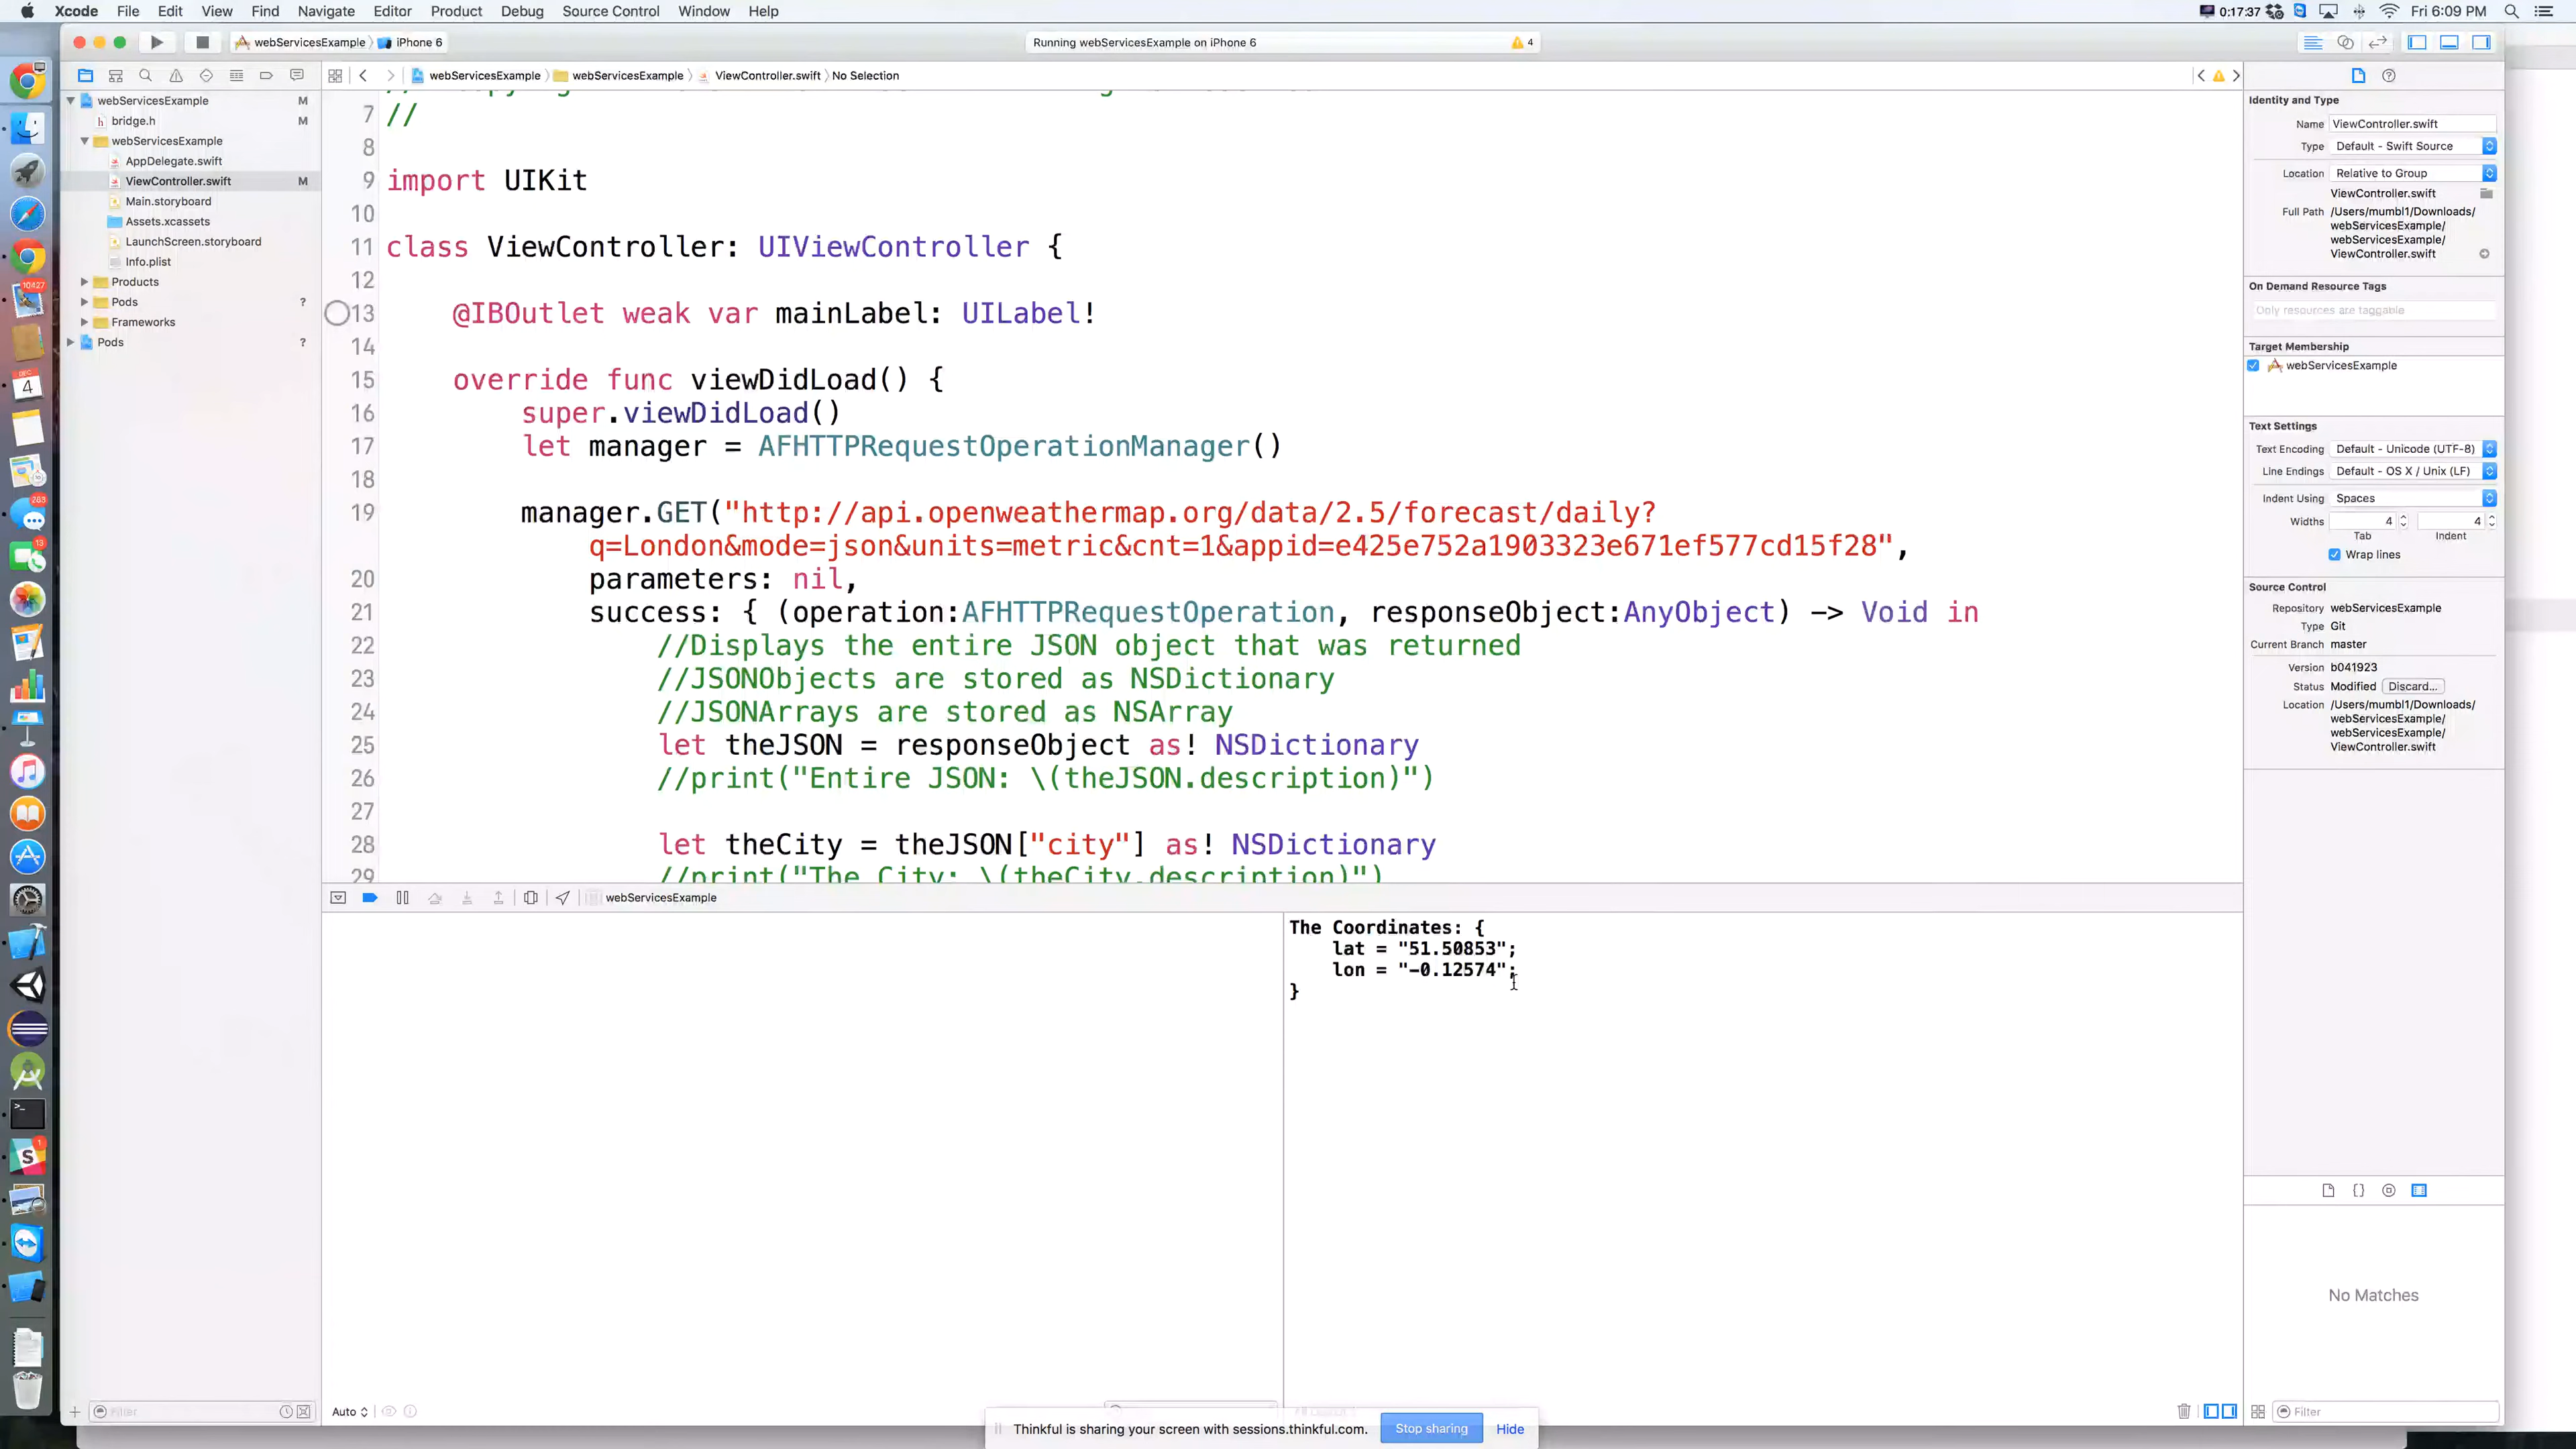 Xcode File Edit View Find Navigate Editor Product Debug Source Control Window Help
0:17:37 Fri 6:09 PM
webServicesExample iPhone 6
Running webServicesExample on iPhone 6
4
webServicesExample webServicesExample ViewController.swift No Selection
webServicesExample M
bridge.h M
webServicesExample
AppDelegate.swift
ViewController.swift M
Main.storyboard
Assets.xcassets
LaunchScreen.storyboard
Info.plist
Products
Pods ?
Frameworks
Pods ?
7 //
8
9 import UIKit
10
11 class ViewController: UIViewController {
12
13 @IBOutlet weak var mainLabel: UILabel!
14
15 override func viewDidLoad() {
16 super.viewDidLoad()
17 let manager = AFHTTPRequestOperationManager()
18
19 manager.GET("http://api.openweathermap.org/data/2.5/forecast/daily?
q=London&mode=json&units=metric&cnt=1&appid=e425e752a1903323e671ef577cd15f28",
20 parameters: nil,
21 success: { (operation:AFHTTPRequestOperation, responseObject:AnyObject) -> Void in
22 //Displays the entire JSON object that was returned
23 //JSONObjects are stored as NSDictionary
24 //JSONArrays are stored as NSArray
25 let theJSON = responseObject as! NSDictionary
26 //print("Entire JSON: \(theJSON.description)")
27
28 let theCity = theJSON["city"] as! NSDictionary
29 //print("The City: \(theCity.description)")
webServicesExample
The Coordinates: {
lat = "51.50853";
lon = "-0.12574";
}
Auto
Filter
Identity and Type
Name ViewController.swift
Type Default - Swift Source
Location Relative to Group
ViewController.swift
Full Path /Users/mumbl1/Downloads/
webServicesExample/
webServicesExample/
ViewController.swift
On Demand Resource Tags
Only resources are taggable
Target Membership
webServicesExample
Text Settings
Text Encoding Default - Unicode (UTF-8)
Line Endings Default - OS X / Unix (LF)
Indent Using Spaces
Widths 4 4
Tab Indent
Wrap lines
Source Control
Repository webServicesExample
Type Git
Current Branch master
Version b041923
Status Modified Discard...
Location /Users/mumbl1/Downloads/
webServicesExample/
webServicesExample/
ViewController.swift
No Matches
Filter
10427
DEC
4
263
13
1
S
Thinkful is sharing your screen with sessions.thinkful.com. Stop sharing Hide